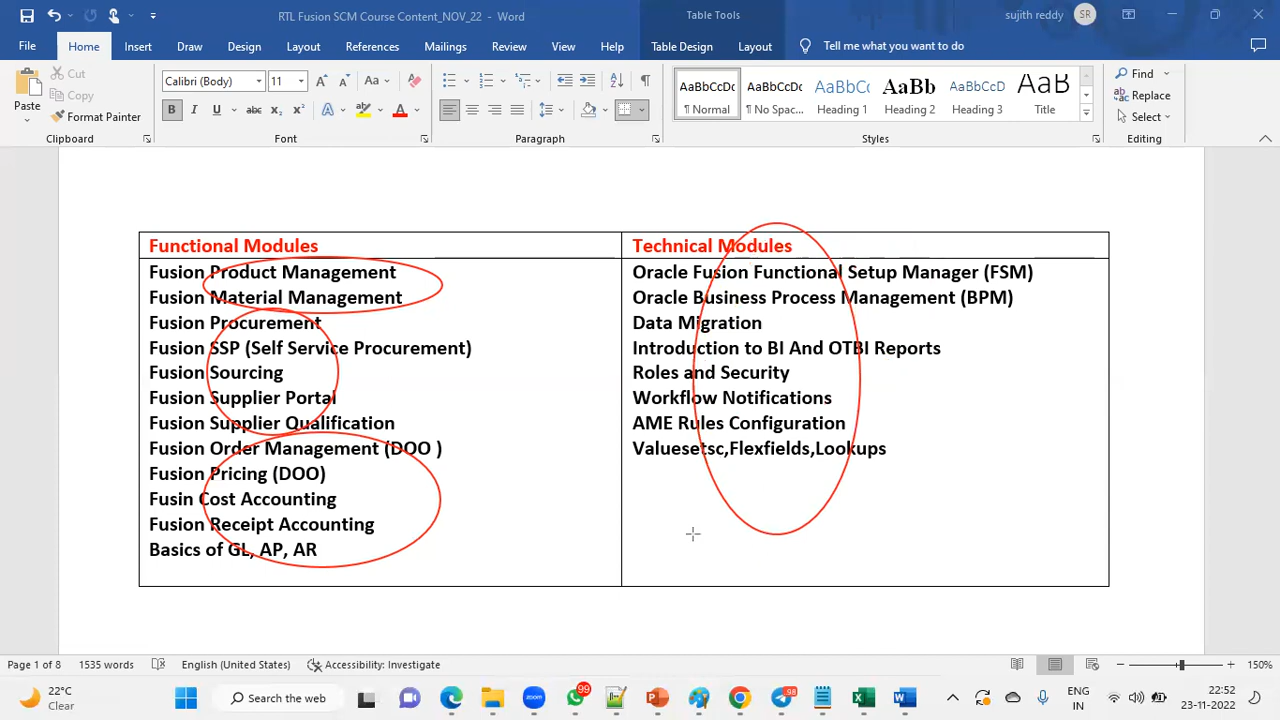 RTL Fusion SCM Course Content_NOV_22 - Word
Table Tools
sujith reddy
SR
File
Home
Insert
Draw
Design
Layout
References
Mailings
Review
View
Help
Table Design
Layout
Tell me what you want to do
Paste
Cut
Copy
Format Painter
Clipboard
Calibri (Body)
11
Font
Paragraph
AaBbCcDc
¶ Normal
AaBbCcDc
¶ No Spac...
AaBbCc
Heading 1
AaBb
Heading 2
AaBbCcD
Heading 3
AaB
Title
Styles
Find
Replace
Select
Editing
Functional Modules
Fusion Product Management
Fusion Material Management
Fusion Procurement
Fusion SSP (Self Service Procurement)
Fusion Sourcing
Fusion Supplier Portal
Fusion Supplier Qualification
Fusion Order Management (DOO )
Fusion Pricing (DOO)
Fusin Cost Accounting
Fusion Receipt Accounting
Basics of GL, AP, AR
Technical Modules
Oracle Fusion Functional Setup Manager (FSM)
Oracle Business Process Management (BPM)
Data Migration
Introduction to BI And OTBI Reports
Roles and Security
Workflow Notifications
AME Rules Configuration
Valuesetsc,Flexfields,Lookups
Page 1 of 8
1535 words
English (United States)
Accessibility: Investigate
150%
22°C
Clear
Search the web
zoom
99
98
ENG
IN
22:52
23-11-2022